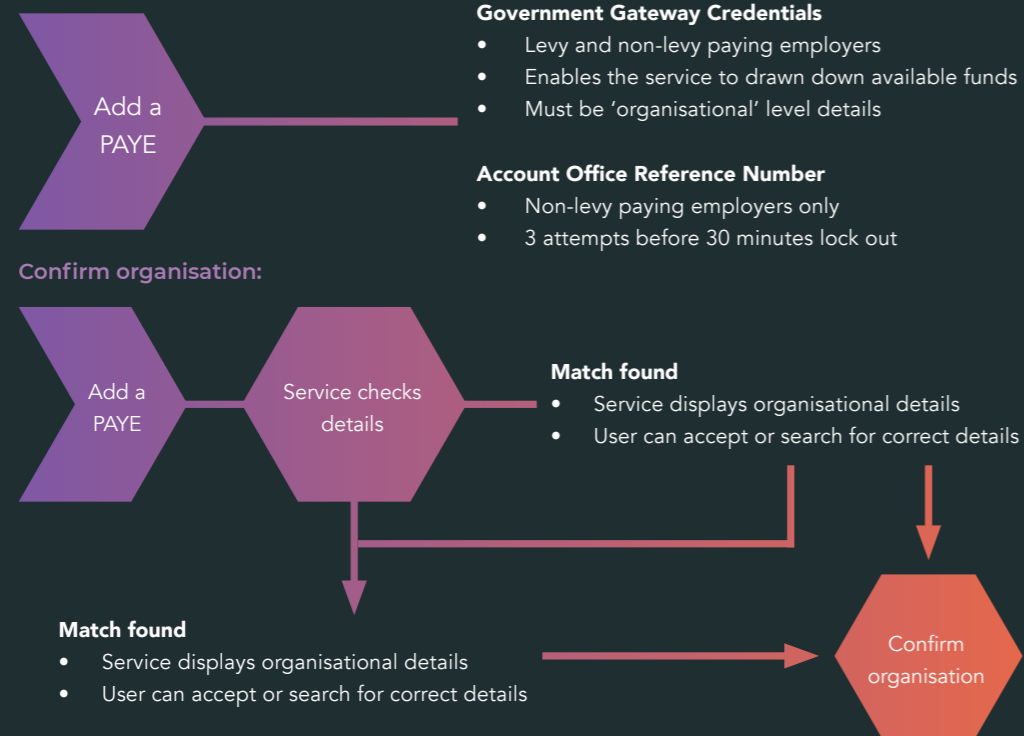 Add a
PAYE
Government Gateway Credentials
• Levy and non-levy paying employers
• Enables the service to drawn down available funds
• Must be ‘organisational’ level details
Account Office Reference Number
• Non-levy paying employers only
• 3 attempts before 30 minutes lock out
Confirm organisation:
Add a
PAYE
Service checks
details
Match found
• Service displays organisational details
• User can accept or search for correct details
Match found
• Service displays organisational details
• User can accept or search for correct details
Confirm
organisation